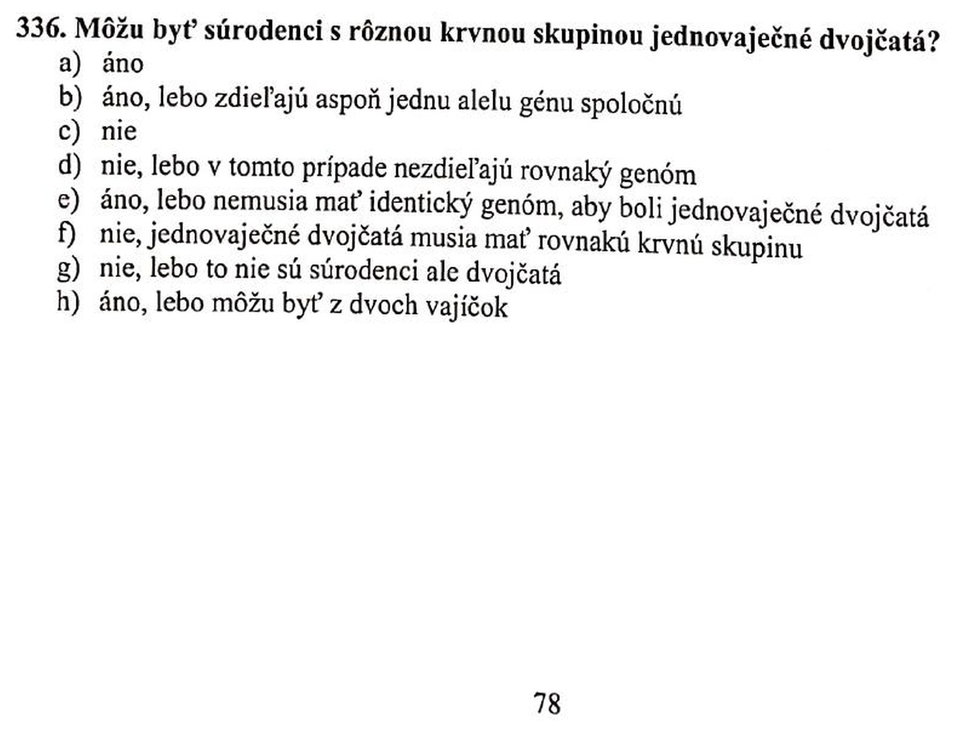 336. Môžu byť súrodenci s rôznou krvnou skupinou jednovaječné dvojčatá?
a) áno
b) áno, lebo zdieľajú aspoň jednu alelu génu spoločnú
c) nie
d) nie, lebo v tomto prípade nezdieľajú rovnaký genóm
e) áno, lebo nemusia mať identický genóm, aby boli jednovaječné dvojčatá
f) nie, jednovaječné dvojčatá musia mať rovnakú krvnú skupinu
g) nie, lebo to nie sú súrodenci ale dvojčatá
h) áno, lebo môžu byť z dvoch vajíčok
78